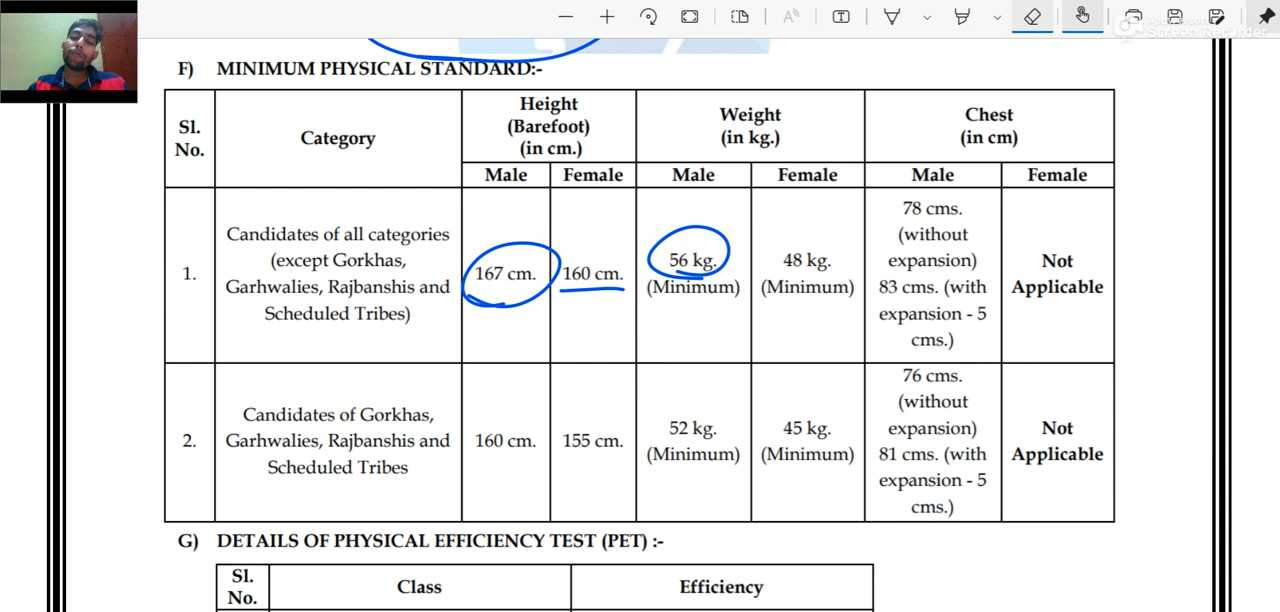 Apowersoft
Screen Recorder
F) MINIMUM PHYSICAL STANDARD:-
Sl. No.
Category
Height
(Barefoot)
(in cm.)
Weight
(in kg.)
Chest
(in cm)
Male Female Male Female Male Female
1.
Candidates of all categories
(except Gorkhas,
Garhwalies, Rajbanshis and
Scheduled Tribes)
167 cm.
160 cm.
56 kg.
(Minimum)
48 kg.
(Minimum)
78 cms.
(without
expansion)
83 cms. (with
expansion - 5
cms.)
Not
Applicable
2.
Candidates of Gorkhas,
Garhwalies, Rajbanshis and
Scheduled Tribes
160 cm.
155 cm.
52 kg.
(Minimum)
45 kg.
(Minimum)
76 cms.
(without
expansion)
81 cms. (with
expansion - 5
cms.)
Not
Applicable
G) DETAILS OF PHYSICAL EFFICIENCY TEST (PET) :-
Sl.
No.
Class
Efficiency